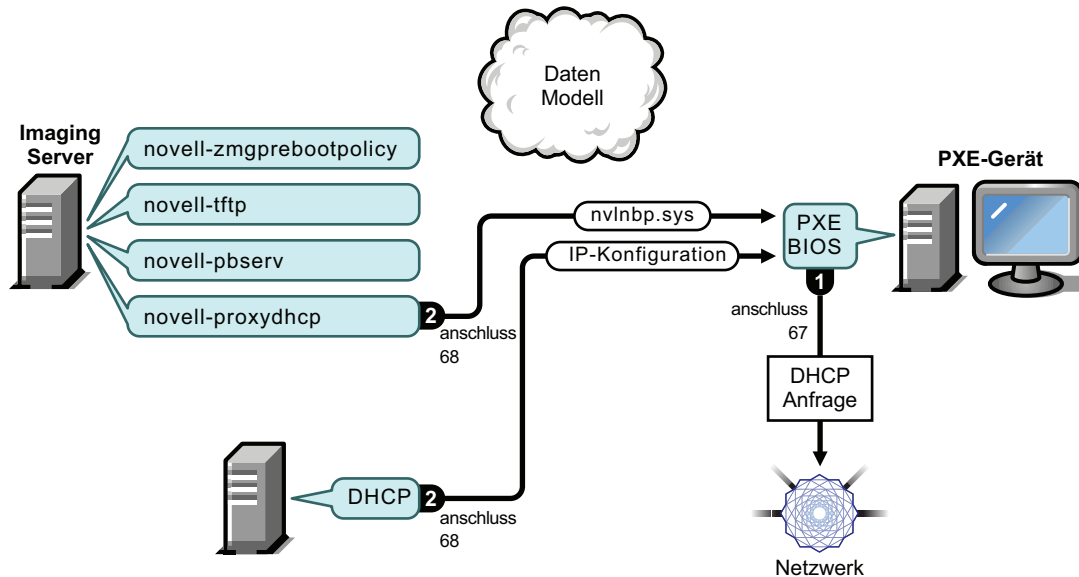 Daten
Modell
Imaging
Server
novell-zmgprebootpolicy
novell-tftp
novell-pbserv
novell-proxydhcp
2
anschluss
68
nvlnbp.sys
IP-Konfiguration
PXE
BIOS
1
PXE-Gerät
anschluss
67
DHCP
Anfrage
Netzwerk
DHCP
2
anschluss
68